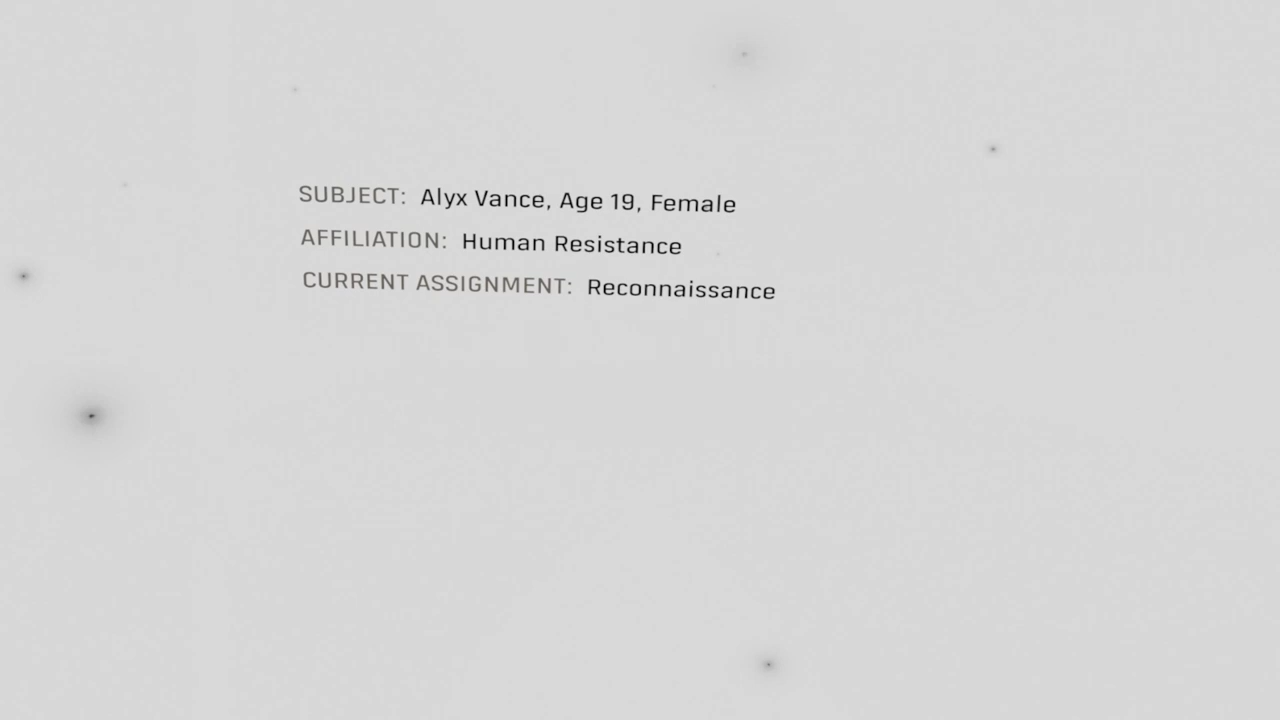 SUBJECT: Alyx Vance, Age 19, Female
AFFILIATION: Human Resistance
CURRENT ASSIGNMENT: Reconnaissance